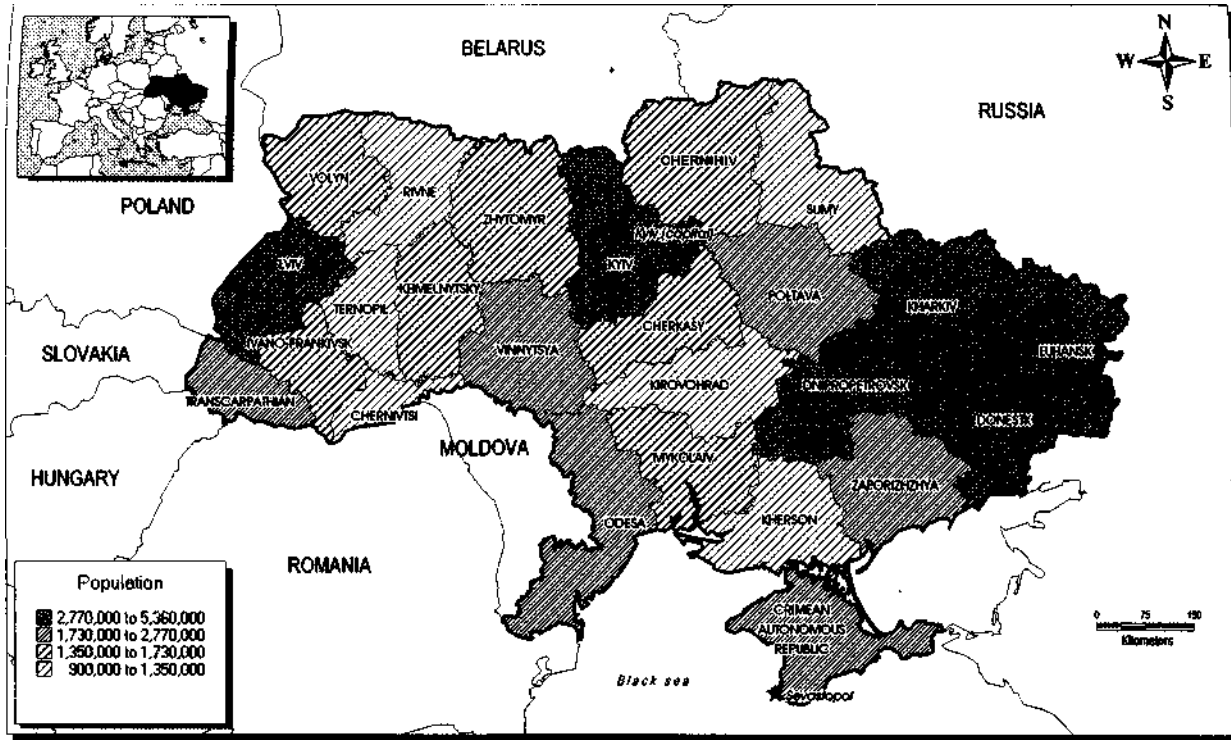 BELARUS
N
W E
S
RUSSIA
POLAND
VOLYN
RIVNE
ZHYTOMYR
CHERNIHIV
SUMY
KYIV (capital)
KYIV
LVIV
TERNOPIL
KHMELNYTSKY
POLTAVA
KHARKIV
CHERKASY
LUHANSK
IVANO-FRANKIVSK
VINNYTSYA
SLOVAKIA
KIROVOHRAD
DNIPROPETROVSK
TRANSCARPATHIAN
CHERNIVTSI
DONETSK
MOLDOVA
HUNGARY
MYKOLAIV
ZAPORIZHZHYA
ODESA
KHERSON
ROMANIA
Population
2,770,000 to 5,360,000
1,730,000 to 2,770,000
1,350,000 to 1,730,000
900,000 to 1,350,000
CRIMEAN
AUTONOMOUS
REPUBLIC
0 75 150
Kilometers
Black sea
Sevastopol